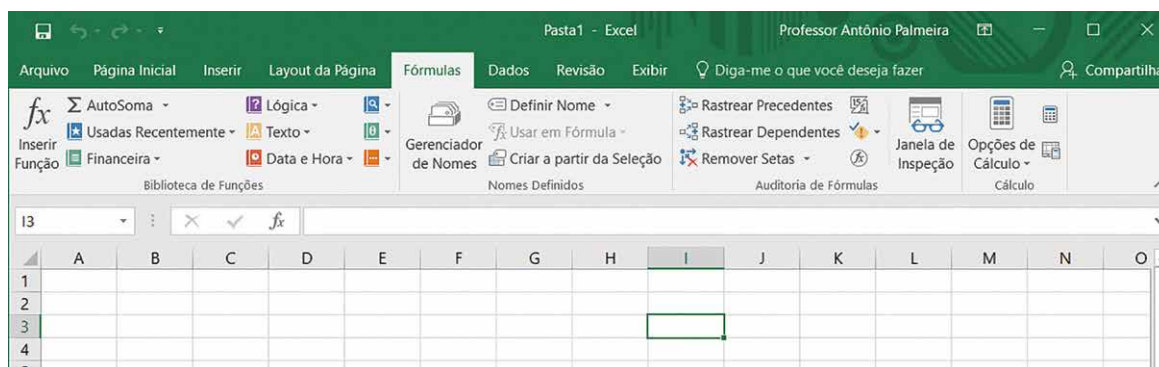 Pasta1 - Excel Professor Antônio Palmeira
Arquivo Página Inicial Inserir Layout da Página Fórmulas Dados Revisão Exibir Diga-me o que você deseja fazer Compartilha
fx Inserir Função
Σ AutoSoma
Usadas Recentemente
Financeira
? Lógica
A Texto
Data e Hora
θ
Biblioteca de Funções
Gerenciador de Nomes
Definir Nome
Usar em Fórmula
Criar a partir da Seleção
Nomes Definidos
Rastrear Precedentes
Rastrear Dependentes
Remover Setas
Auditoria de Fórmulas
Janela de Inspeção
Opções de Cálculo
Cálculo
I3 fx
A B C D E F G H I J K L M N O
1
2
3
4